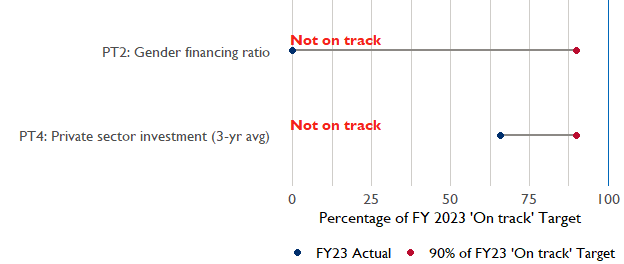 Not on track
PT2: Gender financing ratio
Not on track
PT4: Private sector investment (3-yr avg)
0 25 50 75 100
Percentage of FY 2023 'On track' Target
FY23 Actual 90% of FY23 'On track' Target